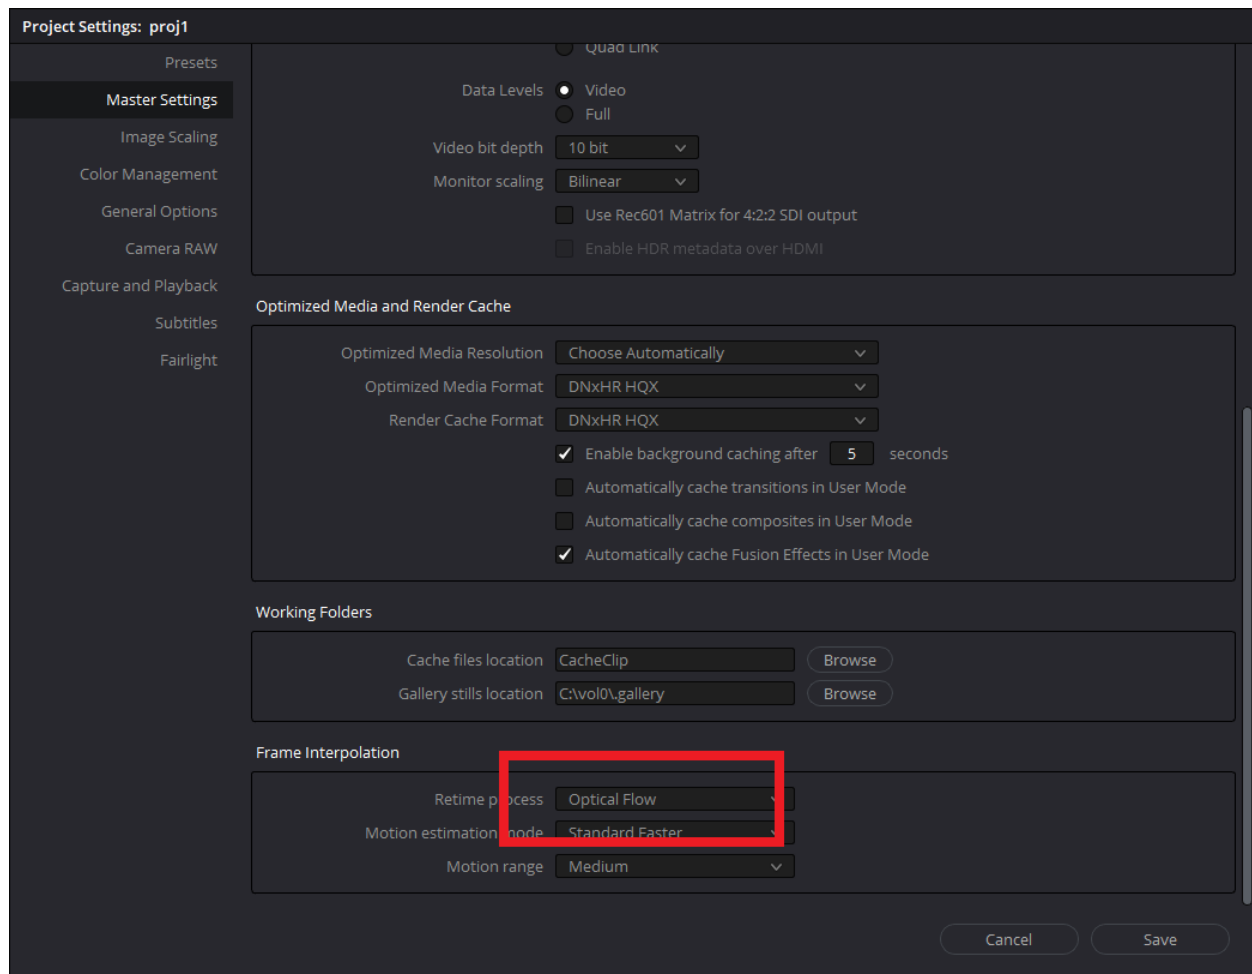 Project Settings: proj1
Presets
Master Settings
Image Scaling
Color Management
General Options
Camera RAW
Capture and Playback
Subtitles
Fairlight
Quad Link
Data Levels Video
Full
Video bit depth 10 bit
Monitor scaling Bilinear
Use Rec601 Matrix for 4:2:2 SDI output
Enable HDR metadata over HDMI
Optimized Media and Render Cache
Optimized Media Resolution Choose Automatically
Optimized Media Format DNxHR HQX
Render Cache Format DNxHR HQX
Enable background caching after 5 seconds
Automatically cache transitions in User Mode
Automatically cache composites in User Mode
Automatically cache Fusion Effects in User Mode
Working Folders
Cache files location CacheClip Browse
Gallery stills location C:\vol0\.gallery Browse
Frame Interpolation
Retime process Optical Flow
Motion estimation mode Standard Faster
Motion range Medium
Cancel Save